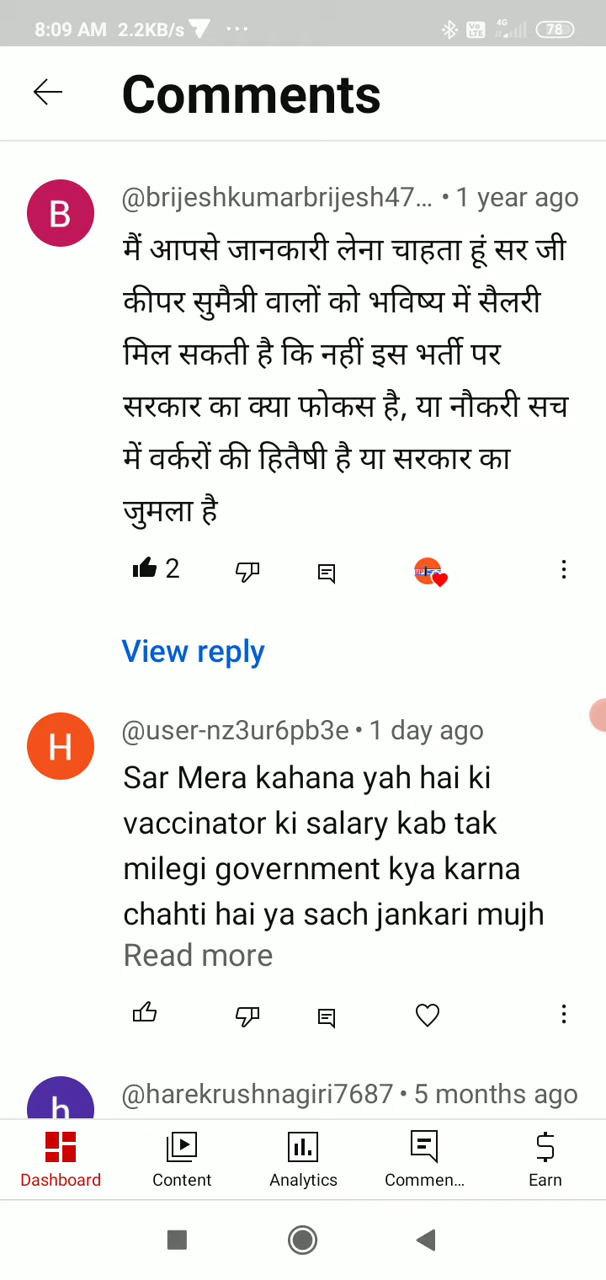 8:09 AM 2.2KB/s ...
4G 78
Comments
B
@brijeshkumarbrijesh47... • 1 year ago
मैं आपसे जानकारी लेना चाहता हूं सर जी
कीपर सुमैत्री वालों को भविष्य में सैलरी
मिल सकती है कि नहीं इस भर्ती पर
सरकार का क्या फोकस है, या नौकरी सच
में वर्करों की हितैषी है या सरकार का
जुमला है
2
View reply
H
@user-nz3ur6pb3e • 1 day ago
Sar Mera kahana yah hai ki
vaccinator ki salary kab tak
milegi government kya karna
chahti hai ya sach jankari mujh
Read more
h
@harekrushnagiri7687 • 5 months ago
Dashboard Content Analytics Commen... Earn